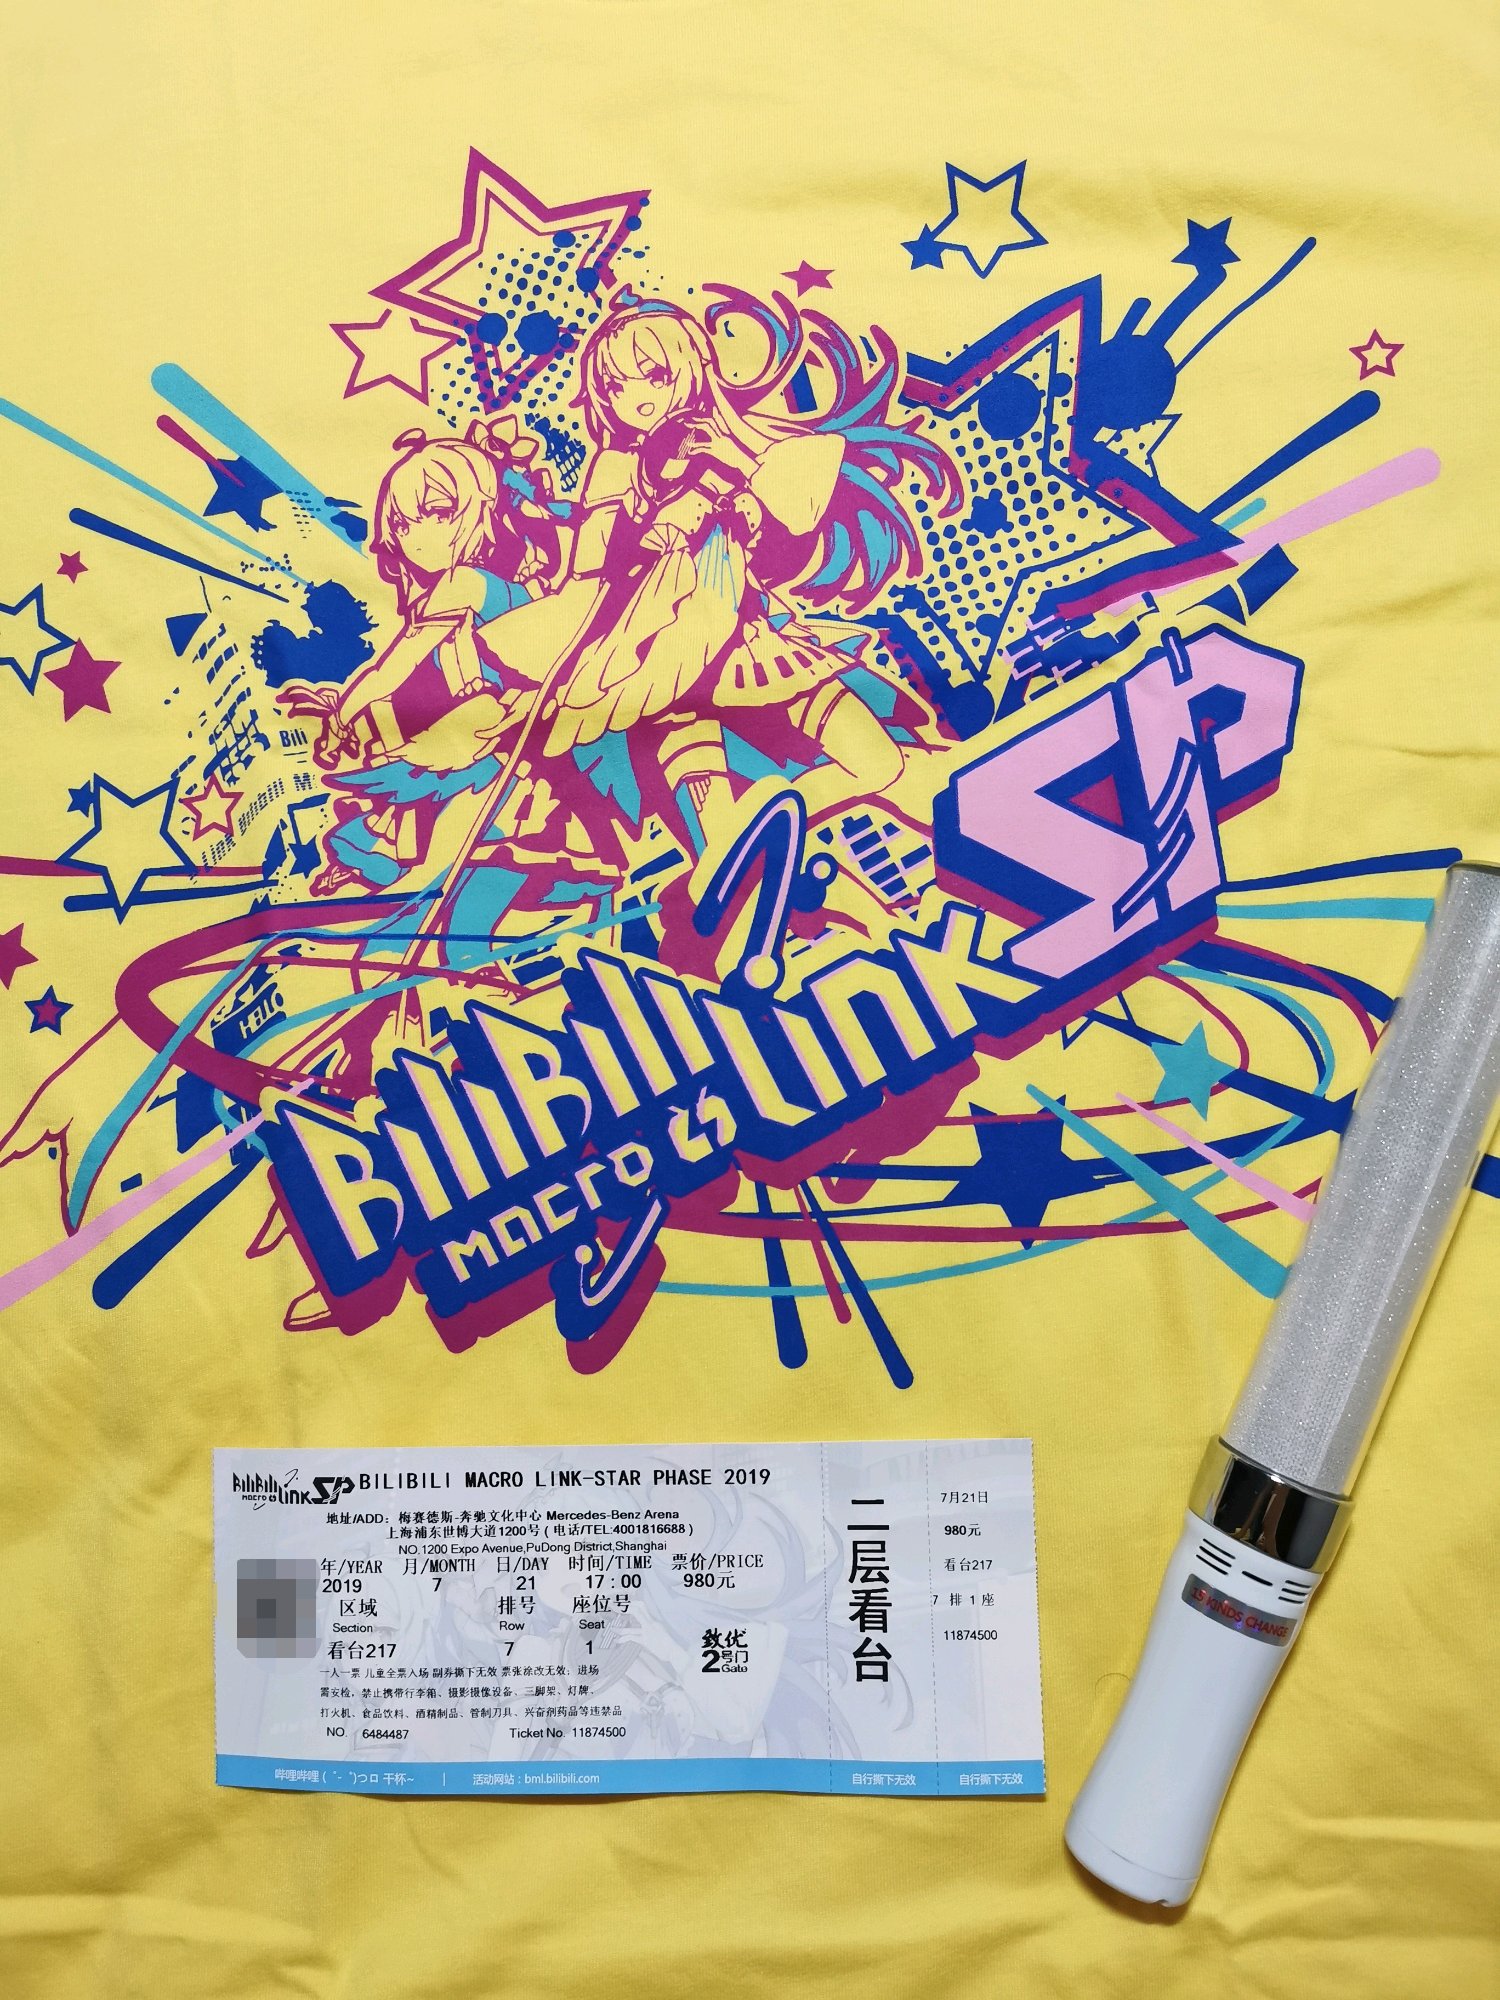 Bili
Link Bilibili M
HELLO
BiliBili
macro
link
SP
BiliBili
macro link SP
BILIBILI MACRO LINK-STAR PHASE 2019
地址/ADD：梅赛德斯-奔驰文化中心 Mercedes-Benz Arena
上海浦东世博大道1200号（电话/TEL:4001816688）
NO.1200 Expo Avenue,PuDong District,Shanghai
年/YEAR 月/MONTH 日/DAY 时间/TIME 票价/PRICE
2019 7 21 17：00 980元
区域 排号 座位号
Section Row Seat
看台217 7 1
致优
2号门
Gate
一人一票 儿童全票入场 副券撕下无效 票张涂改无效；进场
需安检，禁止携带行李箱、摄影摄像设备、三脚架、灯牌、
打火机、食品饮料、酒精制品、管制刀具、兴奋剂药品等违禁品
NO. 6484487 Ticket No. 11874500
哔哩哔哩 (゜-゜)つロ 干杯~ | 活动网站：bml.bilibili.com
二层看台
自行撕下无效
7月21日
980元
看台217
7 排 1 座
11874500
自行撕下无效
15 KINDS CHANGE